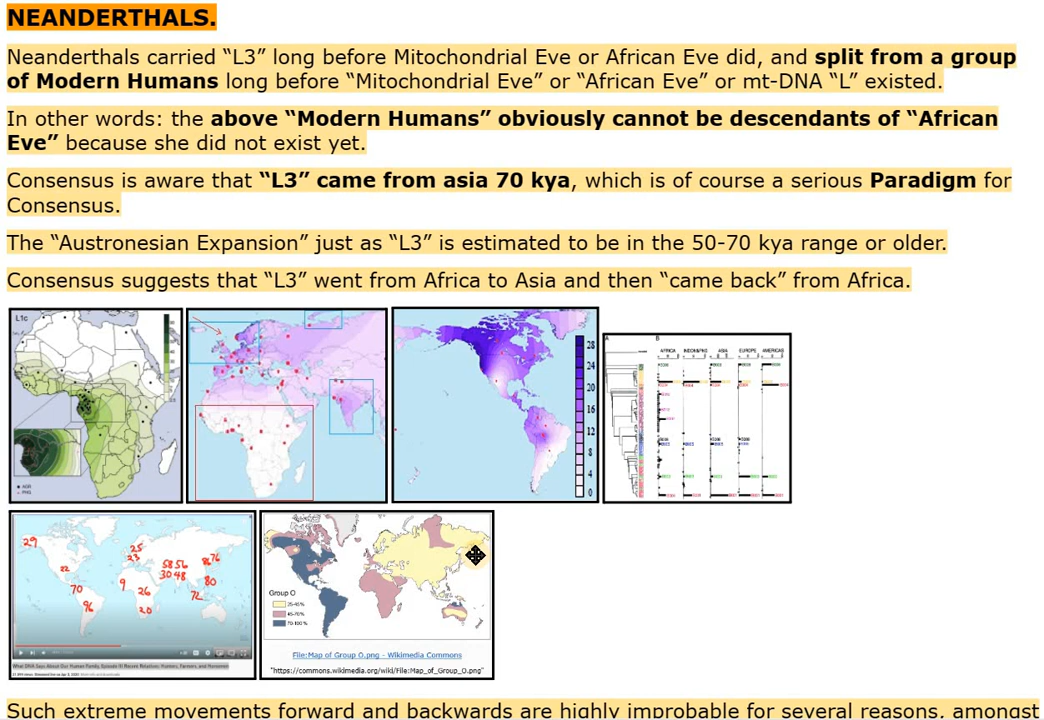 NEANDERTHALS.
Neanderthals carried “L3” long before Mitochondrial Eve or African Eve did, and split from a group
of Modern Humans long before “Mitochondrial Eve” or “African Eve” or mt-DNA “L” existed.
In other words: the above “Modern Humans” obviously cannot be descendants of “African
Eve” because she did not exist yet.
Consensus is aware that “L3” came from asia 70 kya, which is of course a serious Paradigm for
Consensus.
The “Austronesian Expansion” just as “L3” is estimated to be in the 50-70 kya range or older.
Consensus suggests that “L3” went from Africa to Asia and then “came back” from Africa.
L1c
28
24
20
16
12
8
4
0
A
B
AFRICA
ASIA
EUROPE
AMERICAS
29
25
23
22
58 56
30 48
76
80
70
9
26
72
96
20
Group O
70-100%
File:Map of Group O.png - Wikimedia Commons
"https://commons.wikimedia.org/wiki/File:Map_of_Group_O.png"
Such extreme movements forward and backwards are highly improbable for several reasons, amongst